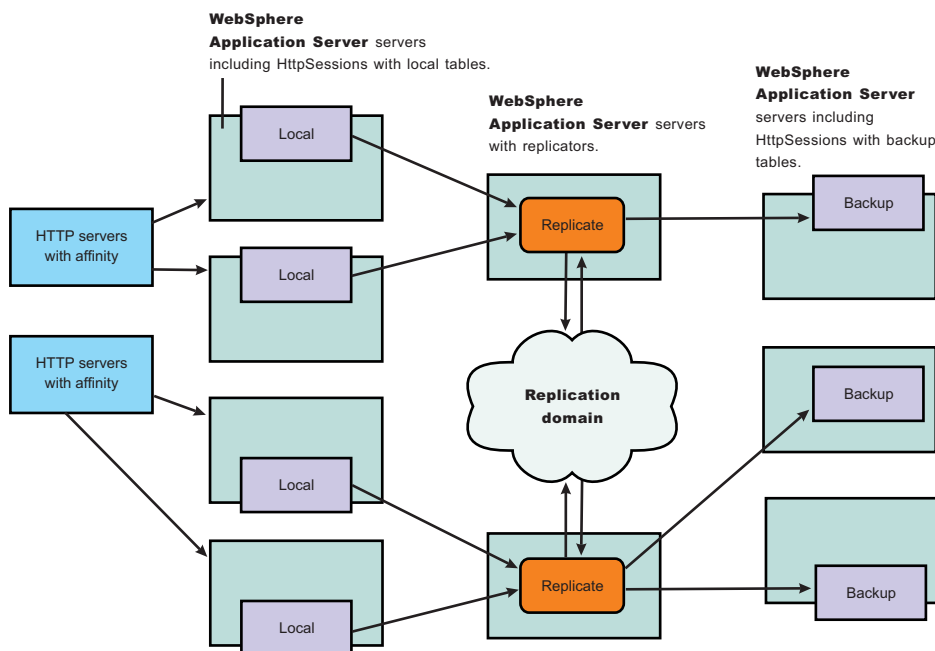 WebSphere
Application Server servers
including HttpSessions with local tables.
WebSphere
Application Server servers
with replicators.
WebSphere
Application Server
servers including
HttpSessions with backup
tables.
Local
Local
Local
Local
HTTP servers
with affinity
HTTP servers
with affinity
Replicate
Replication
domain
Replicate
Backup
Backup
Backup